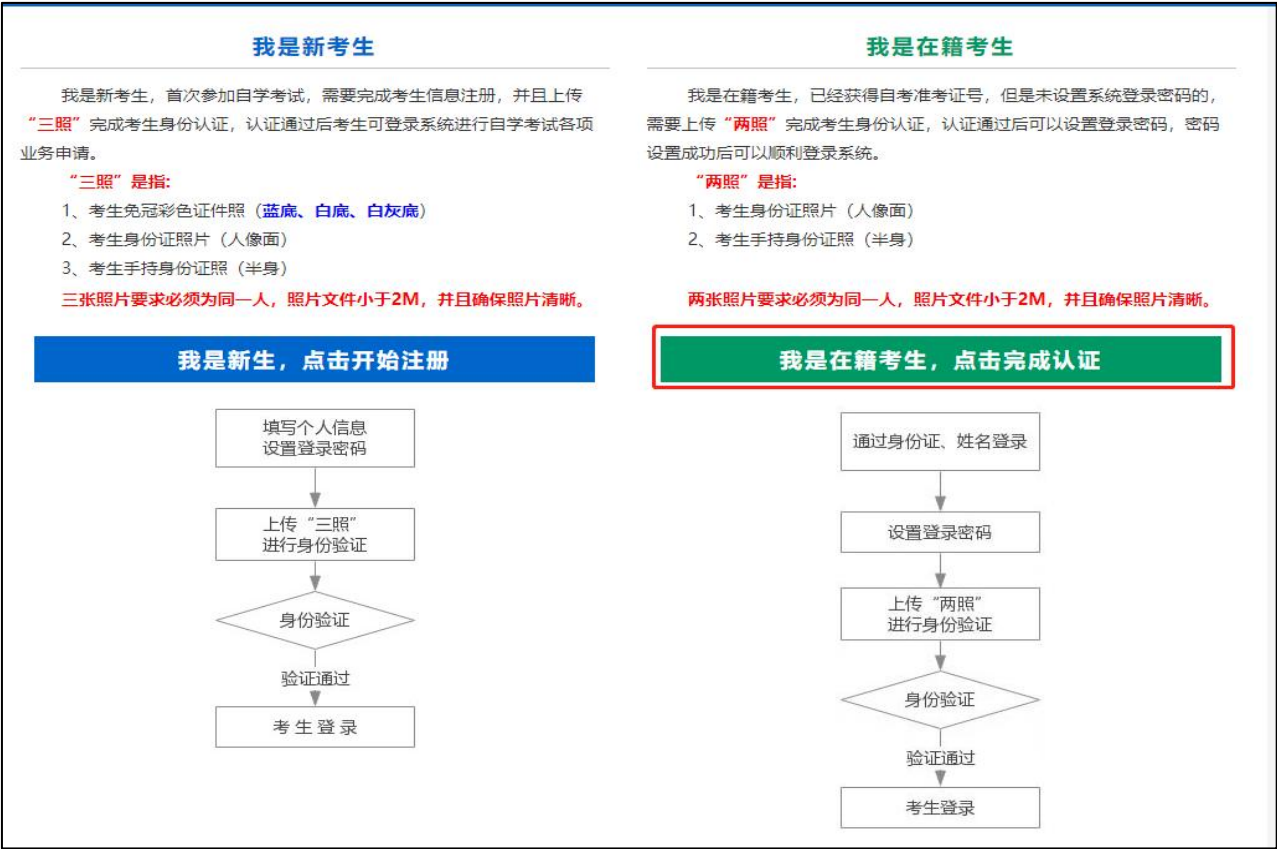 我是新考生
我是新考生，首次参加自学考试，需要完成考生信息注册，并且上传
“三照”完成考生身份认证，认证通过后考生可登录系统进行自学考试各项
业务申请。
“三照”是指:
1、考生免冠彩色证件照（蓝底、白底、白灰底）
2、考生身份证照片（人像面）
3、考生手持身份证照（半身）
三张照片要求必须为同一人，照片文件小于2M，并且确保照片清晰。
我是新生，点击开始注册
填写个人信息
设置登录密码
上传“三照”
进行身份验证
身份验证
验证通过
考 生 登 录
我是在籍考生
我是在籍考生，已经获得自考准考证号，但是未设置系统登录密码的，
需要上传“两照”完成考生身份认证，认证通过后可以设置登录密码，密码
设置成功后可以顺利登录系统。
“两照”是指:
1、考生身份证照片（人像面）
2、考生手持身份证照（半身）
两张照片要求必须为同一人，照片文件小于2M，并且确保照片清晰。
我是在籍考生，点击完成认证
通过身份证、姓名登录
设置登录密码
上传“两照”
进行身份验证
身份验证
验证通过
考生登录